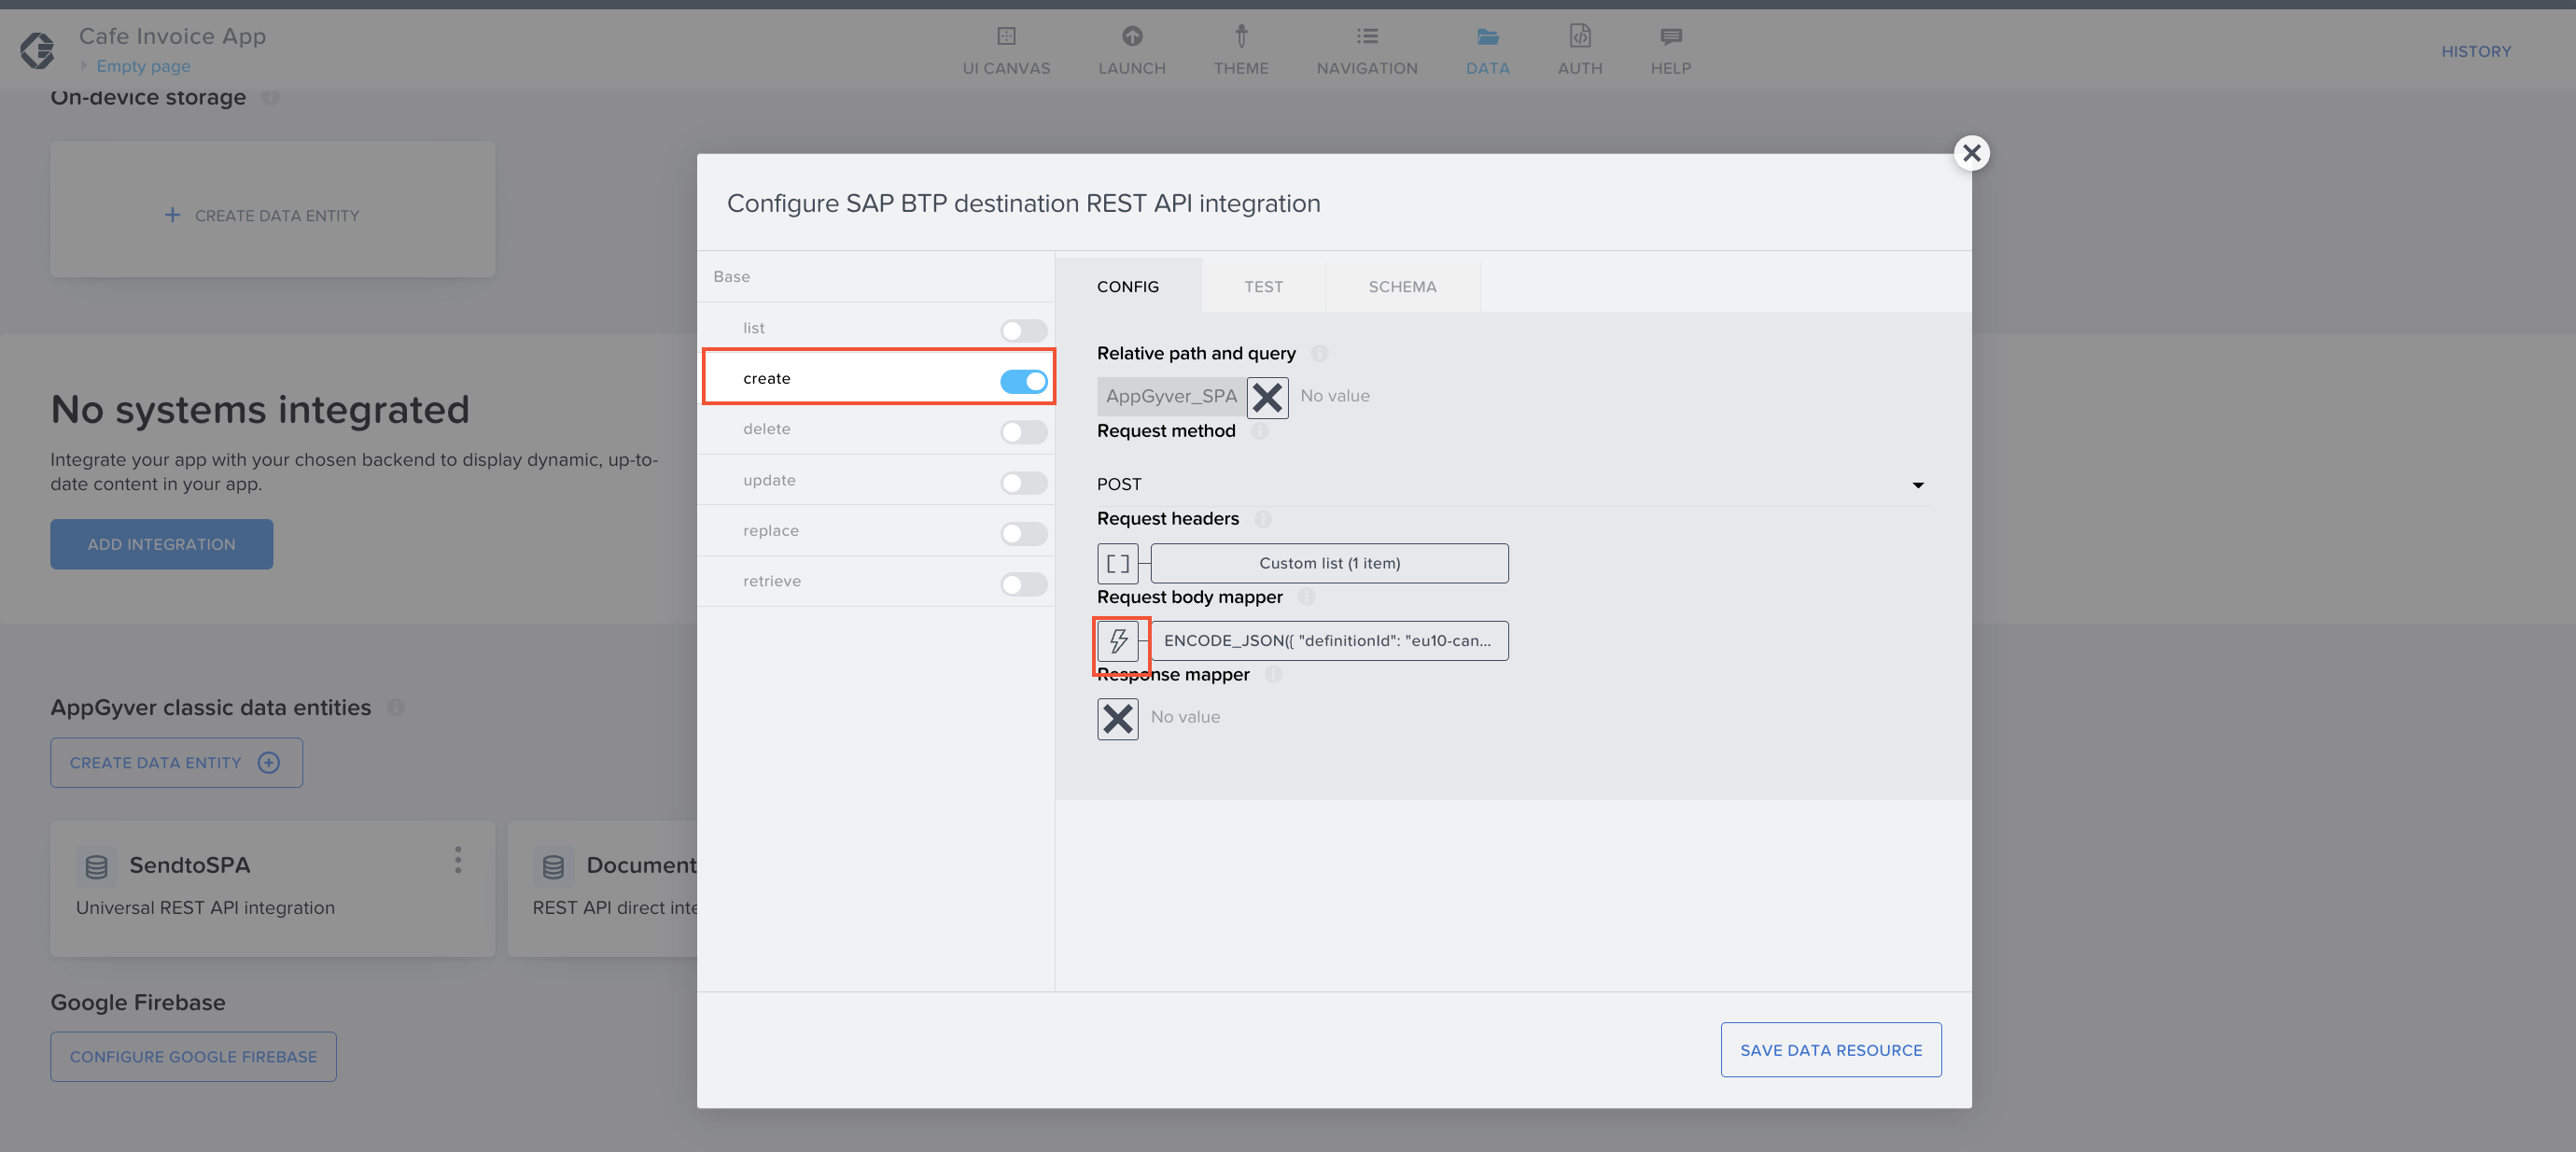 Cafe Invoice App
Empty page
UI CANVAS
LAUNCH
THEME
NAVIGATION
DATA
AUTH
HELP
HISTORY
On-device storage
CREATE DATA ENTITY
No systems integrated
Integrate your app with your chosen backend to display dynamic, up-to-
date content in your app.
ADD INTEGRATION
AppGyver classic data entities
CREATE DATA ENTITY
SendtoSPA
Universal REST API integration
Document
REST API direct inte
Google Firebase
CONFIGURE GOOGLE FIREBASE
Configure SAP BTP destination REST API integration
Base
list
create
delete
update
replace
retrieve
CONFIG
TEST
SCHEMA
Relative path and query
AppGyver_SPA
No value
Request method
POST
Request headers
Custom list (1 item)
Request body mapper
ENCODE_JSON({ "definitionId": "eu10-can...
Response mapper
No value
SAVE DATA RESOURCE